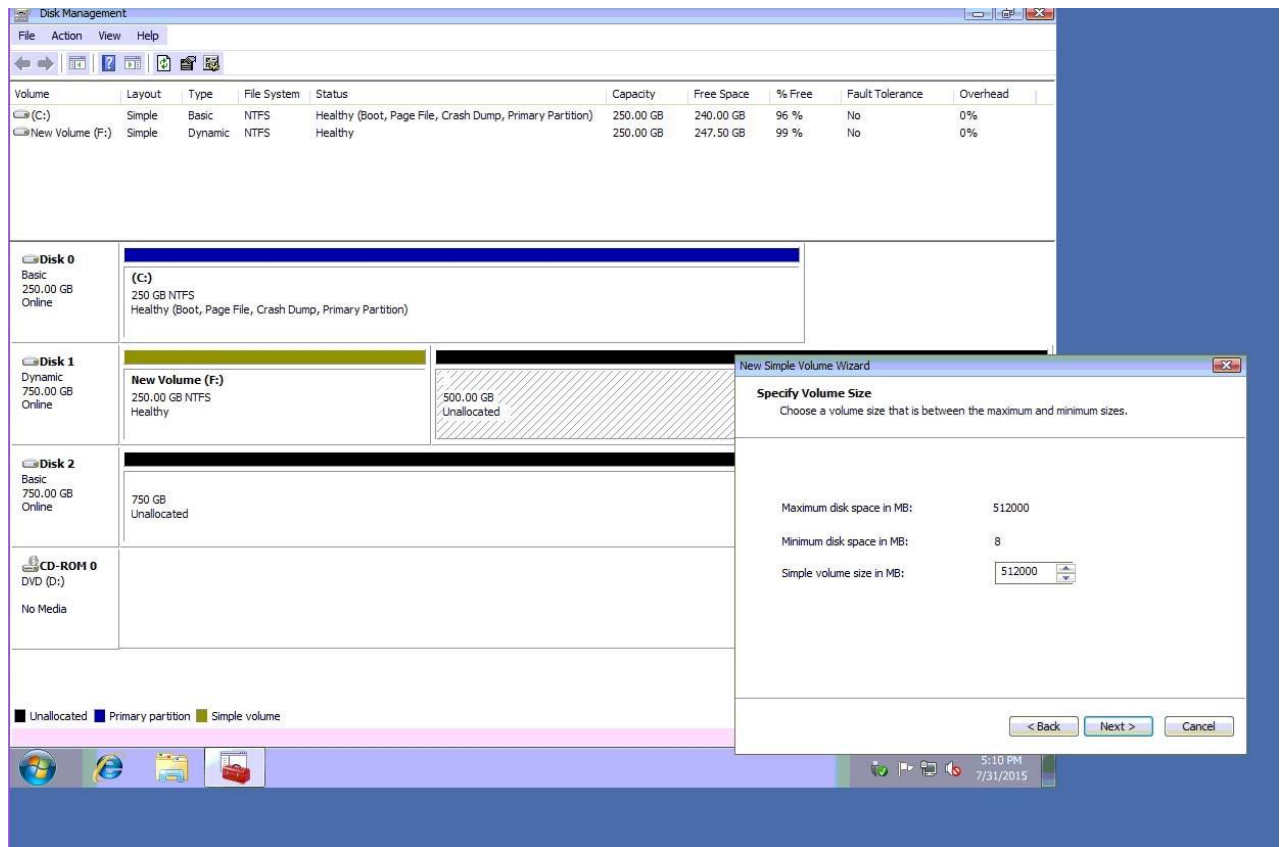 Disk Management
File Action View Help
Volume Layout Type File System Status Capacity Free Space % Free Fault Tolerance Overhead
(C:) Simple Basic NTFS Healthy (Boot, Page File, Crash Dump, Primary Partition) 250.00 GB 240.00 GB 96 % No 0%
New Volume (F:) Simple Dynamic NTFS Healthy 250.00 GB 247.50 GB 99 % No 0%
Disk 0
Basic
250.00 GB
Online
(C:)
250 GB NTFS
Healthy (Boot, Page File, Crash Dump, Primary Partition)
Disk 1
Dynamic
750.00 GB
Online
New Volume (F:)
250.00 GB NTFS
Healthy
500.00 GB
Unallocated
Disk 2
Basic
750.00 GB
Online
750 GB
Unallocated
CD-ROM 0
DVD (D:)
No Media
Unallocated Primary partition Simple volume
New Simple Volume Wizard
Specify Volume Size
Choose a volume size that is between the maximum and minimum sizes.
Maximum disk space in MB: 512000
Minimum disk space in MB: 8
Simple volume size in MB: 512000
< Back Next > Cancel
5:10 PM
7/31/2015